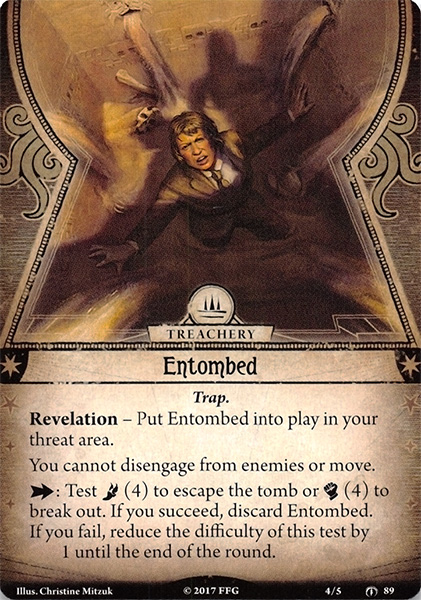 TREACHERY
Entombed
Trap.
Revelation – Put Entombed into play in your
threat area.
You cannot disengage from enemies or move.
: Test (4) to escape the tomb or (4) to
break out. If you succeed, discard Entombed.
If you fail, reduce the difficulty of this test by
1 until the end of the round.
Illus. Christine Mitzuk © 2017 FFG 4/5 89